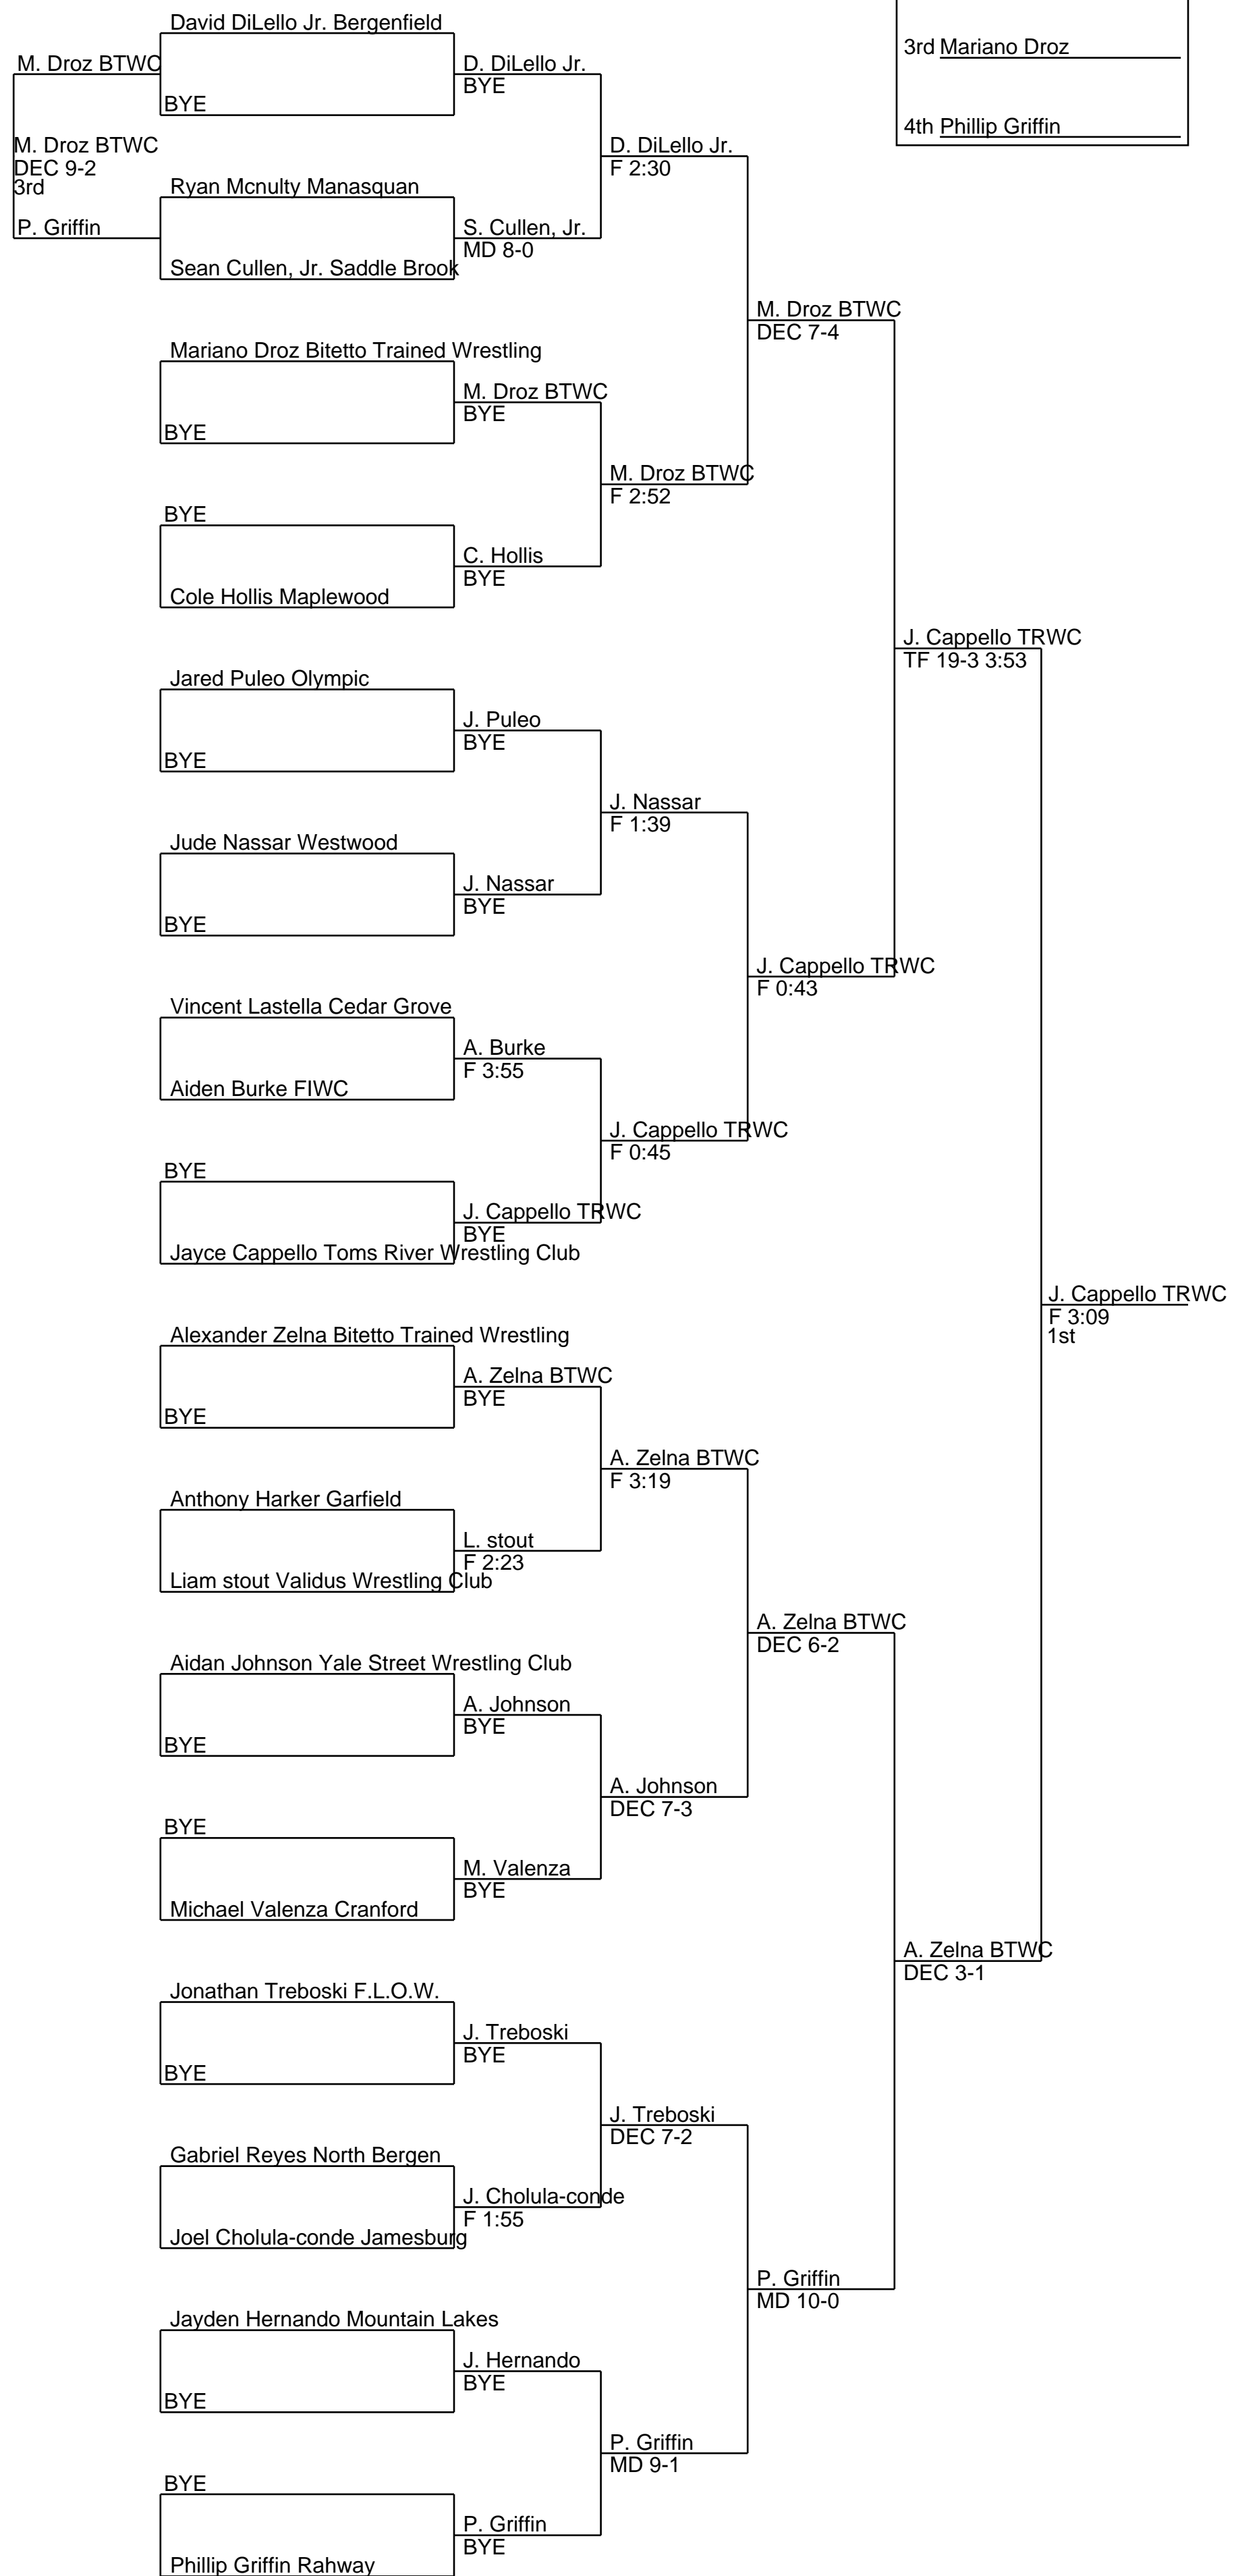 David DiLello Jr. Bergenfield
3rd Mariano Droz
M. Droz BTWC
D. DiLello Jr.
BYE
BYE
4th Phillip Griffin
M. Droz BTWC
DEC 9-2
3rd
D. DiLello Jr.
F 2:30
Ryan Mcnulty Manasquan
P. Griffin
S. Cullen, Jr.
MD 8-0
Sean Cullen, Jr. Saddle Brook
M. Droz BTWC
DEC 7-4
Mariano Droz Bitetto Trained Wrestling
M. Droz BTWC
BYE
BYE
M. Droz BTWC
F 2:52
BYE
C. Hollis
BYE
Cole Hollis Maplewood
J. Cappello TRWC
TF 19-3 3:53
Jared Puleo Olympic
J. Puleo
BYE
BYE
J. Nassar
F 1:39
Jude Nassar Westwood
J. Nassar
BYE
BYE
J. Cappello TRWC
F 0:43
Vincent Lastella Cedar Grove
A. Burke
F 3:55
Aiden Burke FIWC
J. Cappello TRWC
F 0:45
BYE
J. Cappello TRWC
BYE
Jayce Cappello Toms River Wrestling Club
J. Cappello TRWC
F 3:09
1st
Alexander Zelna Bitetto Trained Wrestling
A. Zelna BTWC
BYE
BYE
A. Zelna BTWC
F 3:19
Anthony Harker Garfield
L. stout
F 2:23
Liam stout Validus Wrestling Club
A. Zelna BTWC
DEC 6-2
Aidan Johnson Yale Street Wrestling Club
A. Johnson
BYE
BYE
A. Johnson
DEC 7-3
BYE
M. Valenza
BYE
Michael Valenza Cranford
A. Zelna BTWC
DEC 3-1
Jonathan Treboski F.L.O.W.
J. Treboski
BYE
BYE
J. Treboski
DEC 7-2
Gabriel Reyes North Bergen
J. Cholula-conde
F 1:55
Joel Cholula-conde Jamesburg
P. Griffin
MD 10-0
Jayden Hernando Mountain Lakes
J. Hernando
BYE
BYE
P. Griffin
MD 9-1
BYE
P. Griffin
BYE
Phillip Griffin Rahway